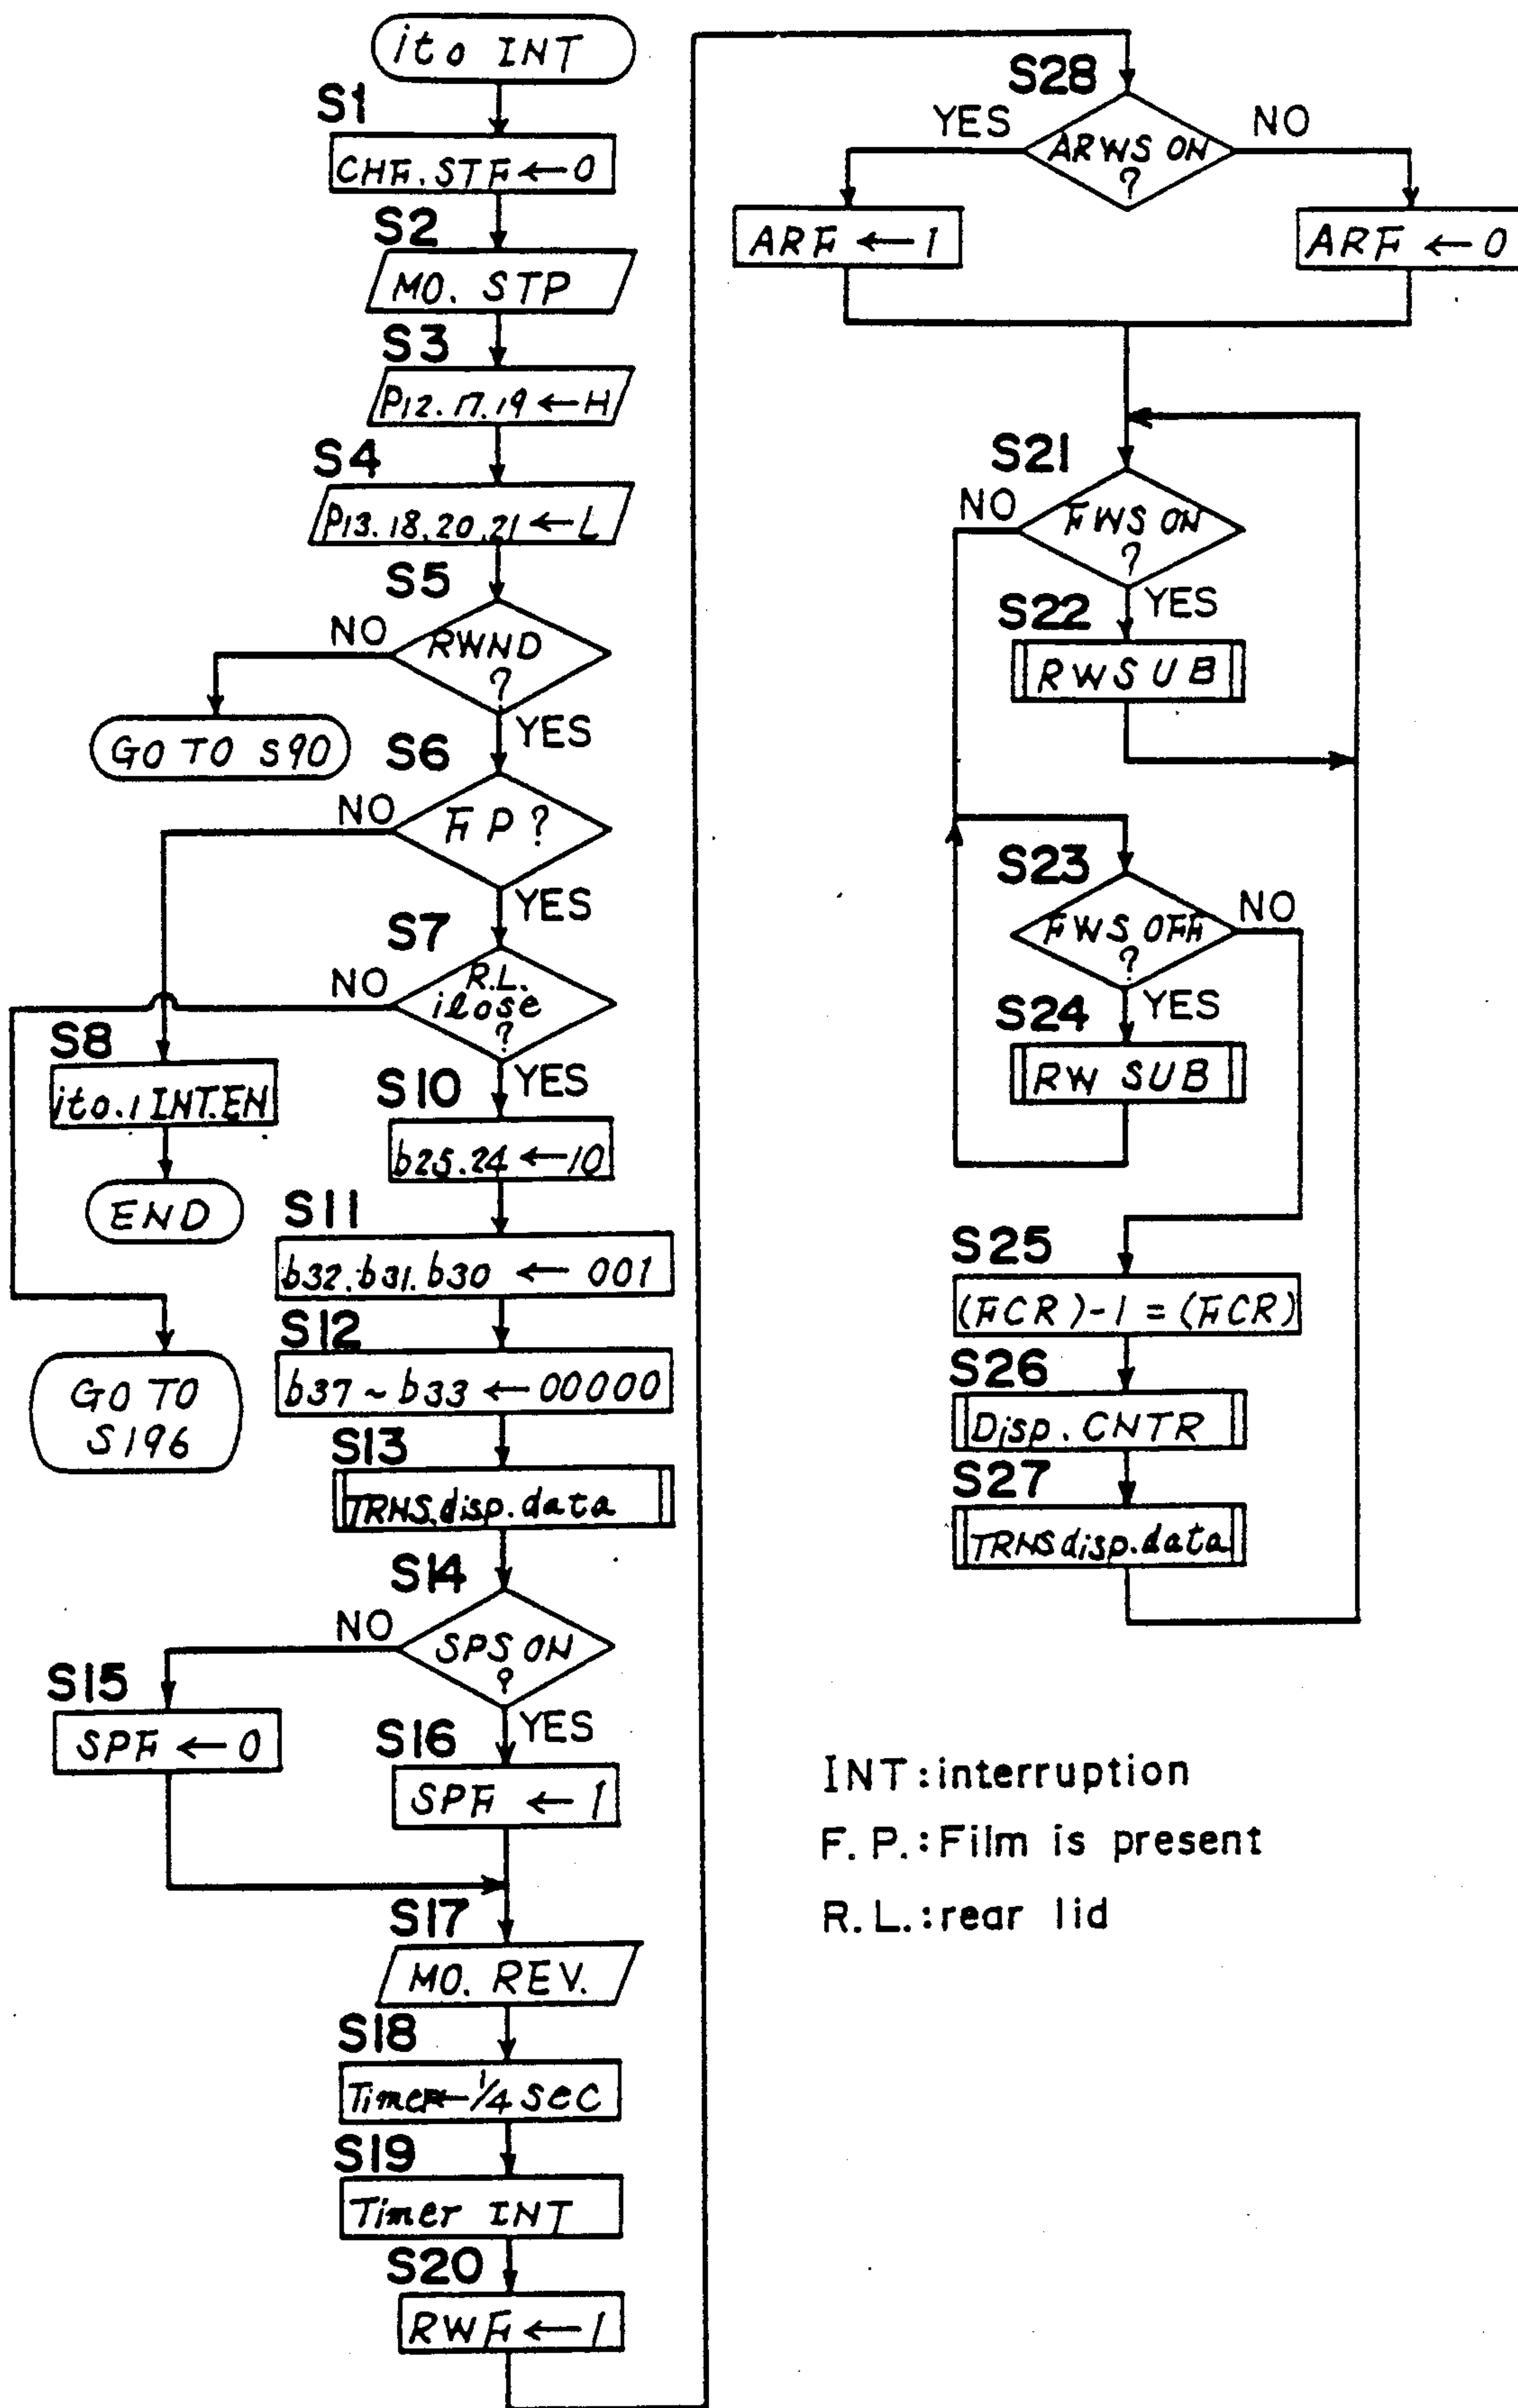 ito INT
S1
CHF.STF←0
S2
MO. STP
S3
P12.17.19←H
S4
P13.18.20.21←L
S5
RWND
?
NO
YES
GO TO S90
S6
FP?
NO
YES
S7
R.L.
close
?
NO
YES
S8
ito.1 INT.EN
END
GO TO
S196
S10
b25.24←10
S11
b32.b31.b30 ← 001
S12
b37~b33←00000
S13
TRNS.disp.data
S14
SPS ON
?
NO
YES
S15
SPF←0
S16
SPF←1
S17
MO. REV.
S18
Timer←1/4 sec
S19
Timer INT
S20
RWF←1
S28
ARWS ON
?
YES
NO
ARF←1
ARF←0
S21
FWS ON
?
NO
YES
S22
RWSUB
S23
FWS OFF
?
NO
YES
S24
RW SUB
S25
(FCR)-1=(FCR)
S26
Disp.CNTR
S27
TRNSdisp.data
INT:interruption
F.P.:Film is present
R.L.:rear lid